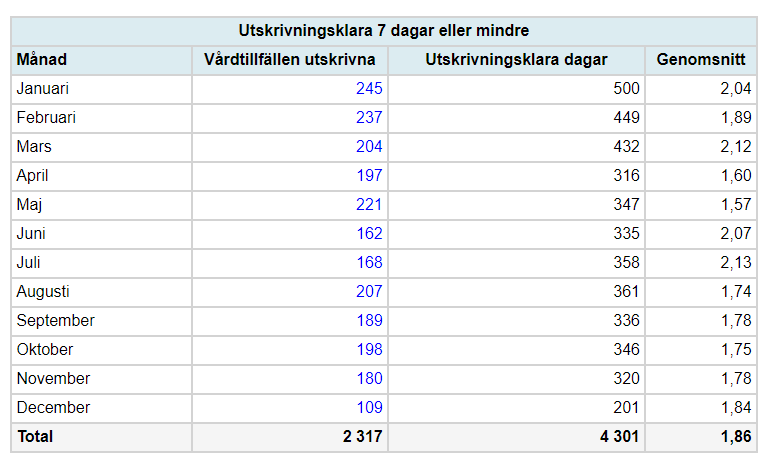 Utskrivningsklara 7 dagar eller mindre
Månad Vårdtillfällen utskrivna Utskrivningsklara dagar Genomsnitt
Januari 245 500 2,04
Februari 237 449 1,89
Mars 204 432 2,12
April 197 316 1,60
Maj 221 347 1,57
Juni 162 335 2,07
Juli 168 358 2,13
Augusti 207 361 1,74
September 189 336 1,78
Oktober 198 346 1,75
November 180 320 1,78
December 109 201 1,84
Total 2 317 4 301 1,86